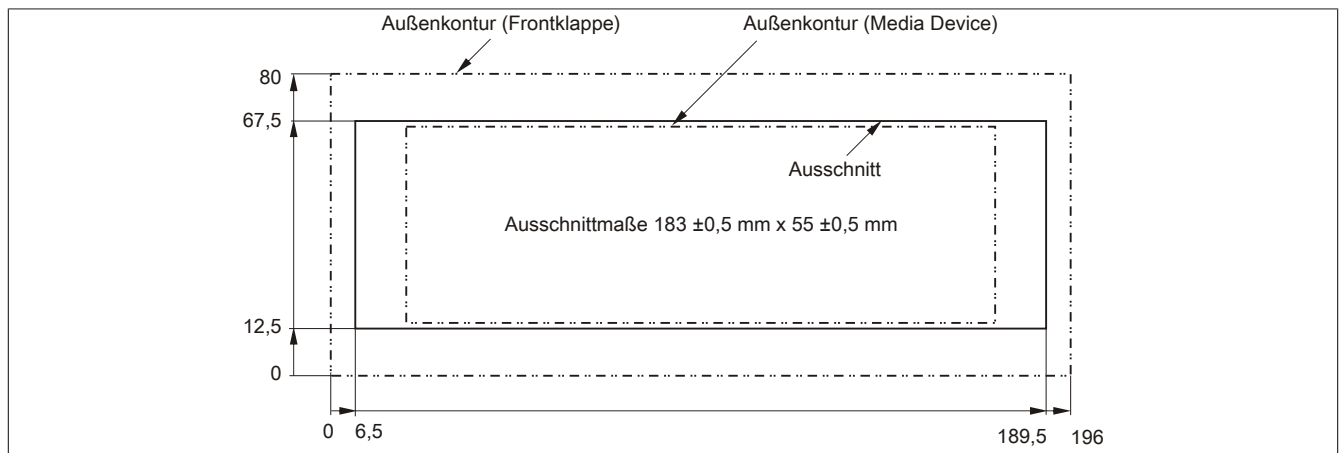 Außenkontur (Frontklappe)
Außenkontur (Media Device)
80
67,5
Ausschnitt
Ausschnittmaße 183 ±0,5 mm x 55 ±0,5 mm
12,5
0
0
6,5
189,5
196